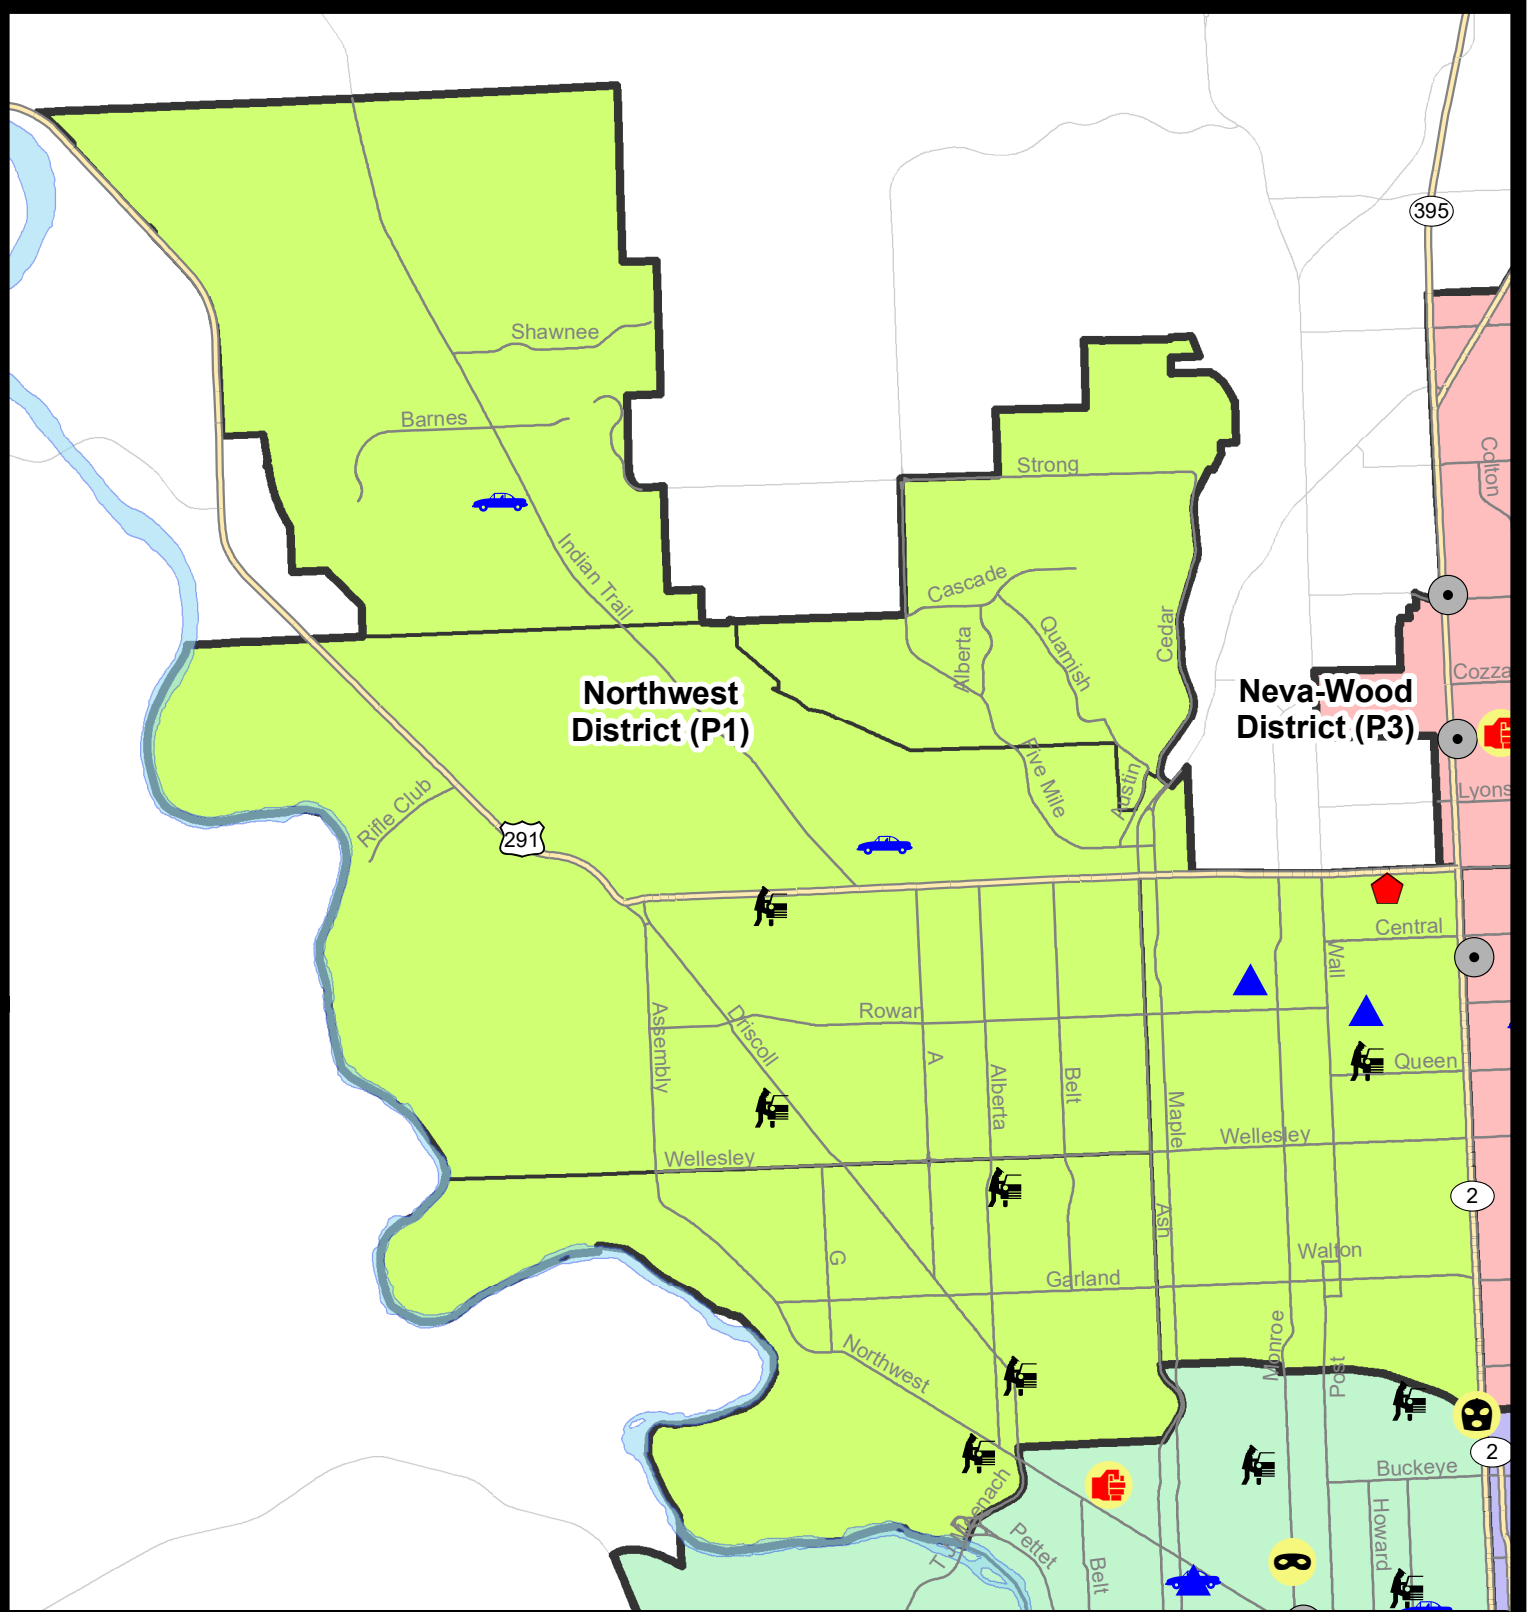 395
Shawnee
Barnes
Strong
Colton
Indian Trail
Cascade
Alberta
Quamish
Cedar
Northwest
District (P1)
Neva-Wood
District (P3)
Cozza
Five Mile
Austin
Lyons
Rifle Club
291
Central
Wall
Assembly
Driscoll
Rowan
A
Alberta
Belt
Maple
Queen
Wellesley
Wellesley
Ash
2
G
Garland
Walton
Monroe
Post
Northwest
2
Buckeye
Howard
Pettet
Belt